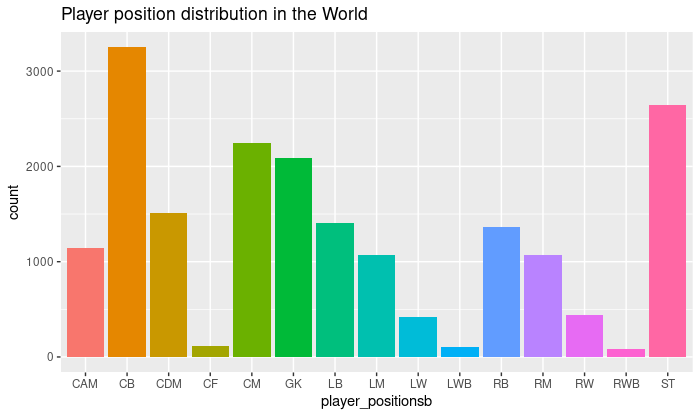 Player position distribution in the World
count
3000
2000
1000
0
CAM CB CDM CF CM GK LB LM LW LWB RB RM RW RWB ST
player_positionsb